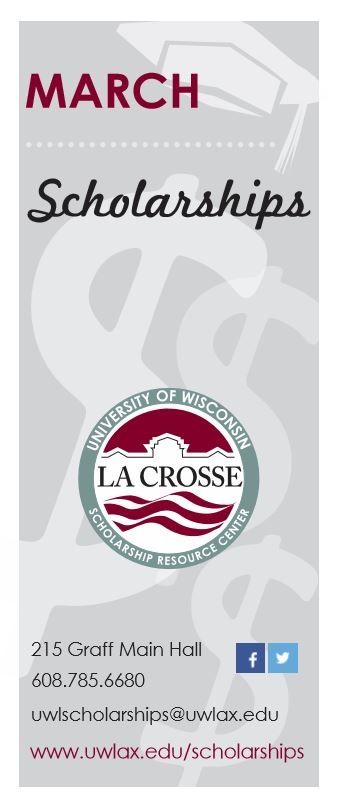 MARCH
Scholarships
UNIVERSITY OF WISCONSIN
LA CROSSE
SCHOLARSHIP RESOURCE CENTER
215 Graff Main Hall
608.785.6680
uwlscholarships@uwlax.edu
www.uwlax.edu/scholarships